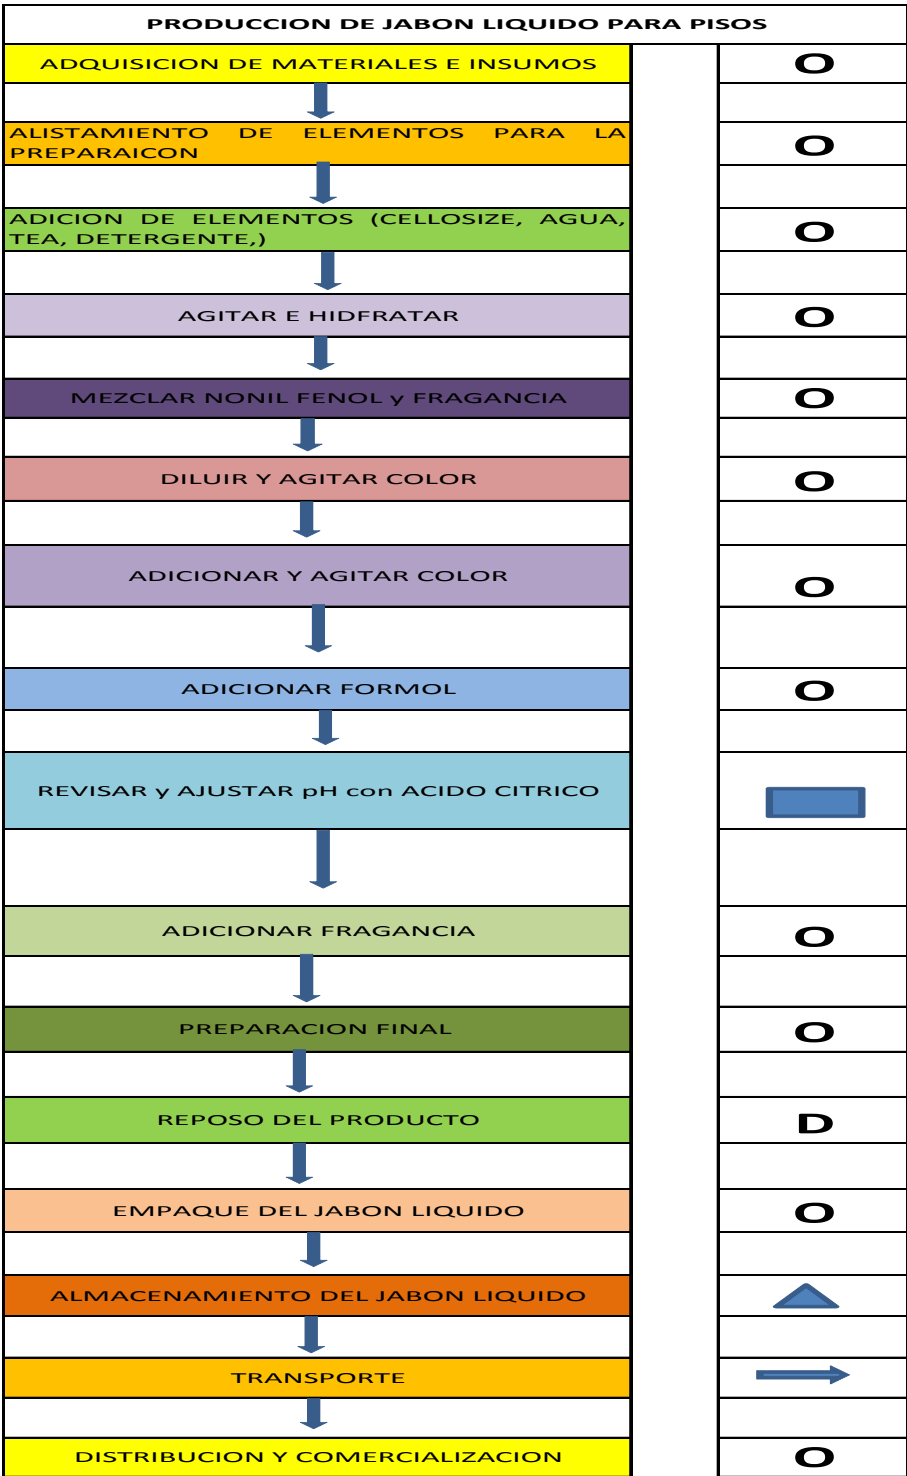 PRODUCCION DE JABON LIQUIDO PARA PISOS
ADQUISICION DE MATERIALES E INSUMOS O
ALISTAMIENTO DE ELEMENTOS PARA LA
PREPARAICON O
ADICION DE ELEMENTOS (CELLOSIZE, AGUA,
TEA, DETERGENTE,) O
AGITAR E HIDFRATAR O
MEZCLAR NONIL FENOL y FRAGANCIA O
DILUIR Y AGITAR COLOR O
ADICIONAR Y AGITAR COLOR O
ADICIONAR FORMOL O
REVISAR y AJUSTAR pH con ACIDO CITRICO
ADICIONAR FRAGANCIA O
PREPARACION FINAL O
REPOSO DEL PRODUCTO D
EMPAQUE DEL JABON LIQUIDO O
ALMACENAMIENTO DEL JABON LIQUIDO
TRANSPORTE
DISTRIBUCION Y COMERCIALIZACION O